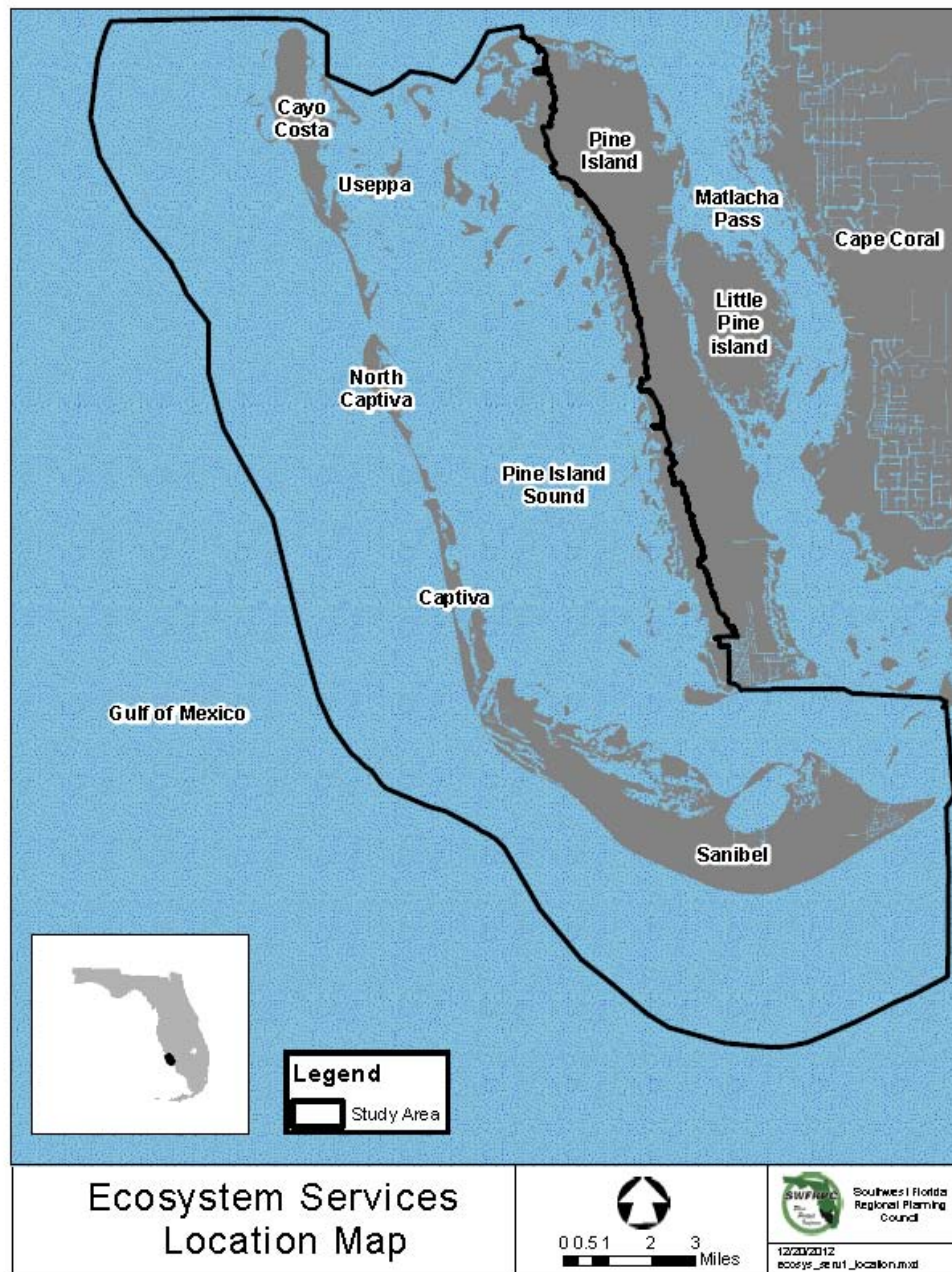 Cayo
Costa
Useppa
Pine
Island
Matlacha
Pass
Cape Coral
Little
Pine
island
North
Captiva
Pine Island
Sound
Captiva
Gulf of Mexico
Sanibel
Legend
Study Area
Ecosystem Services
Location Map
0 0.5 1 2 3
Miles
SWFRPC
Southwest Florida
Regional Planning
Council
12/20/2012